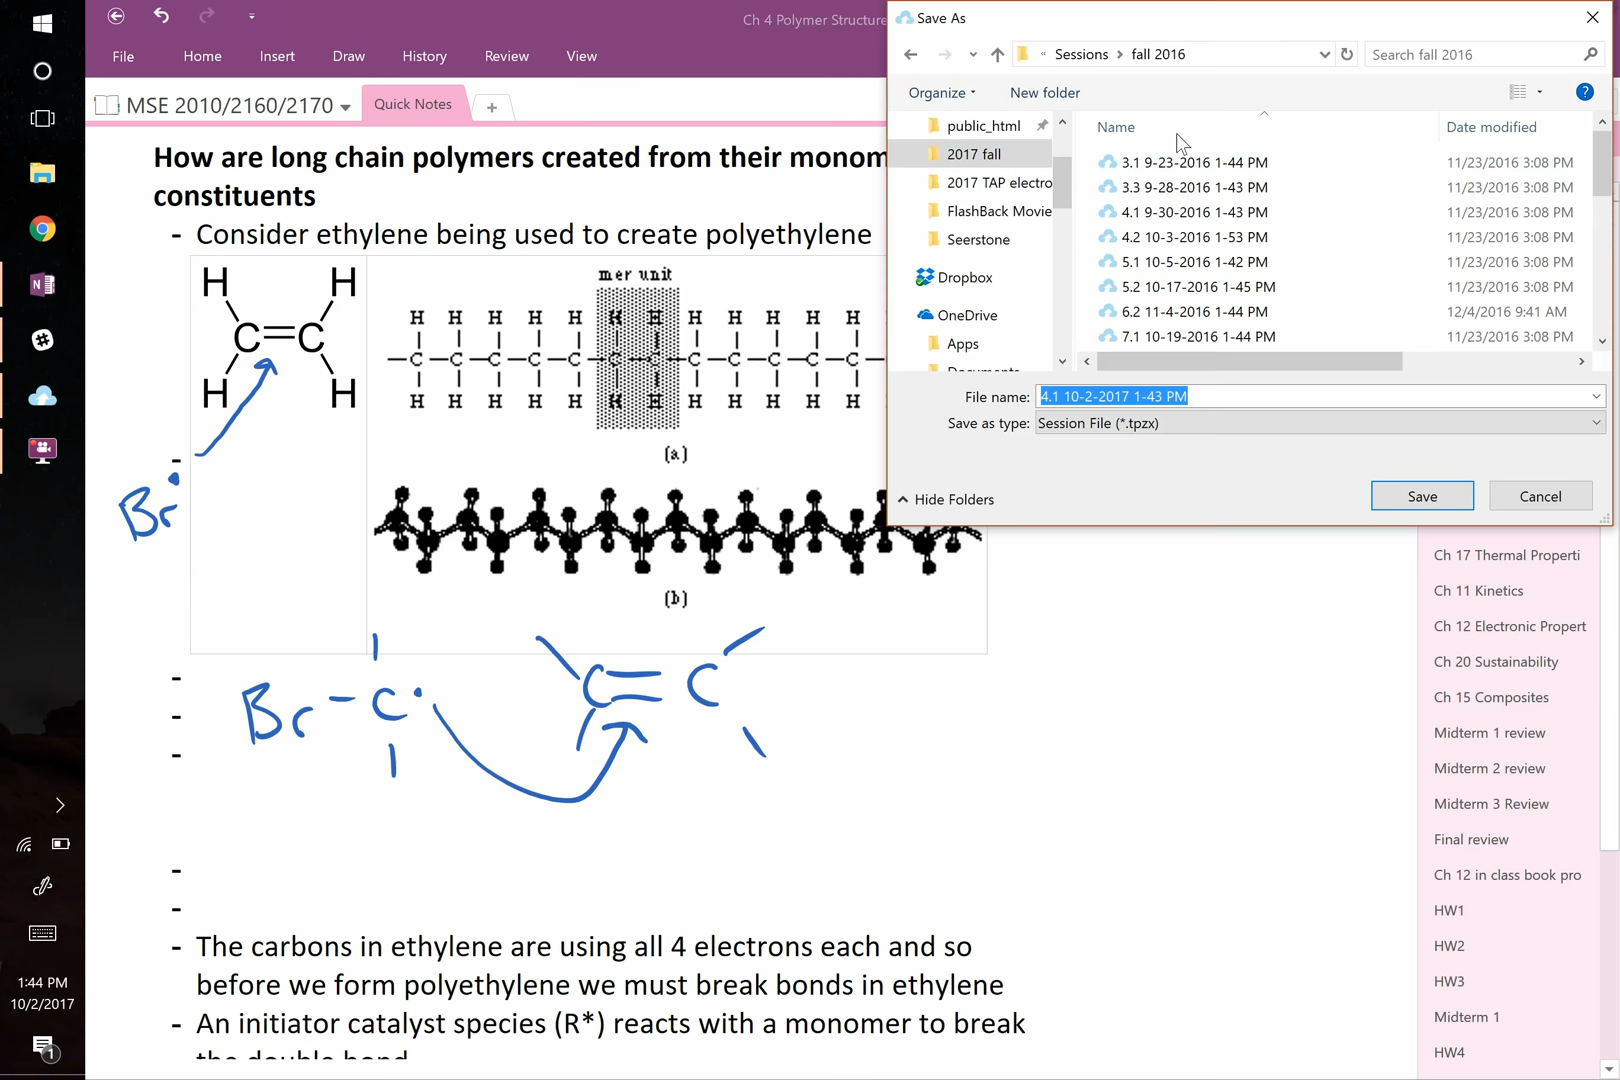 Ch 4 Polymer Structure
File Home Insert Draw History Review View
MSE 2010/2160/2170
Quick Notes
+
How are long chain polymers created from their monom
constituents
- Consider ethylene being used to create polyethylene
H H
C=C
H H
mer unit
H H H H H H H H H H H H
C C C C C C C C C C C C
H H H H H H H H H H H H
(a)
-
Br
(b)
-
Br - C C = C
-
-
-
-
- The carbons in ethylene are using all 4 electrons each and so
before we form polyethylene we must break bonds in ethylene
- An initiator catalyst species (R*) reacts with a monomer to break
the double bond
Save As
« Sessions > fall 2016
Search fall 2016
Organize New folder
public_html
2017 fall
2017 TAP electro
FlashBack Movie
Seerstone
Dropbox
OneDrive
Apps
Documents
Name Date modified
3.1 9-23-2016 1-44 PM 11/23/2016 3:08 PM
3.3 9-28-2016 1-43 PM 11/23/2016 3:08 PM
4.1 9-30-2016 1-43 PM 11/23/2016 3:08 PM
4.2 10-3-2016 1-53 PM 11/23/2016 3:08 PM
5.1 10-5-2016 1-42 PM 11/23/2016 3:08 PM
5.2 10-17-2016 1-45 PM 11/23/2016 3:08 PM
6.2 11-4-2016 1-44 PM 12/4/2016 9:41 AM
7.1 10-19-2016 1-44 PM 11/23/2016 3:08 PM
File name: 4.1 10-2-2017 1-43 PM
Save as type: Session File (*.tpzx)
Hide Folders
Save Cancel
Ch 17 Thermal Properti
Ch 11 Kinetics
Ch 12 Electronic Propert
Ch 20 Sustainability
Ch 15 Composites
Midterm 1 review
Midterm 2 review
Midterm 3 Review
Final review
Ch 12 in class book pro
HW1
HW2
HW3
Midterm 1
HW4
1:44 PM
10/2/2017
1